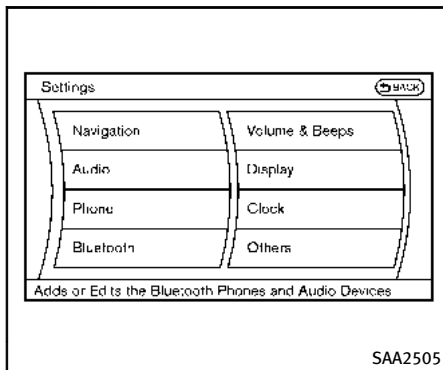 Settings
BACK
Navigation
Volume & Beeps
Audio
Display
Phone
Clock
Bluetooth
Others
Adds or Edits the Bluetooth Phones and Audio Devices
SAA2505